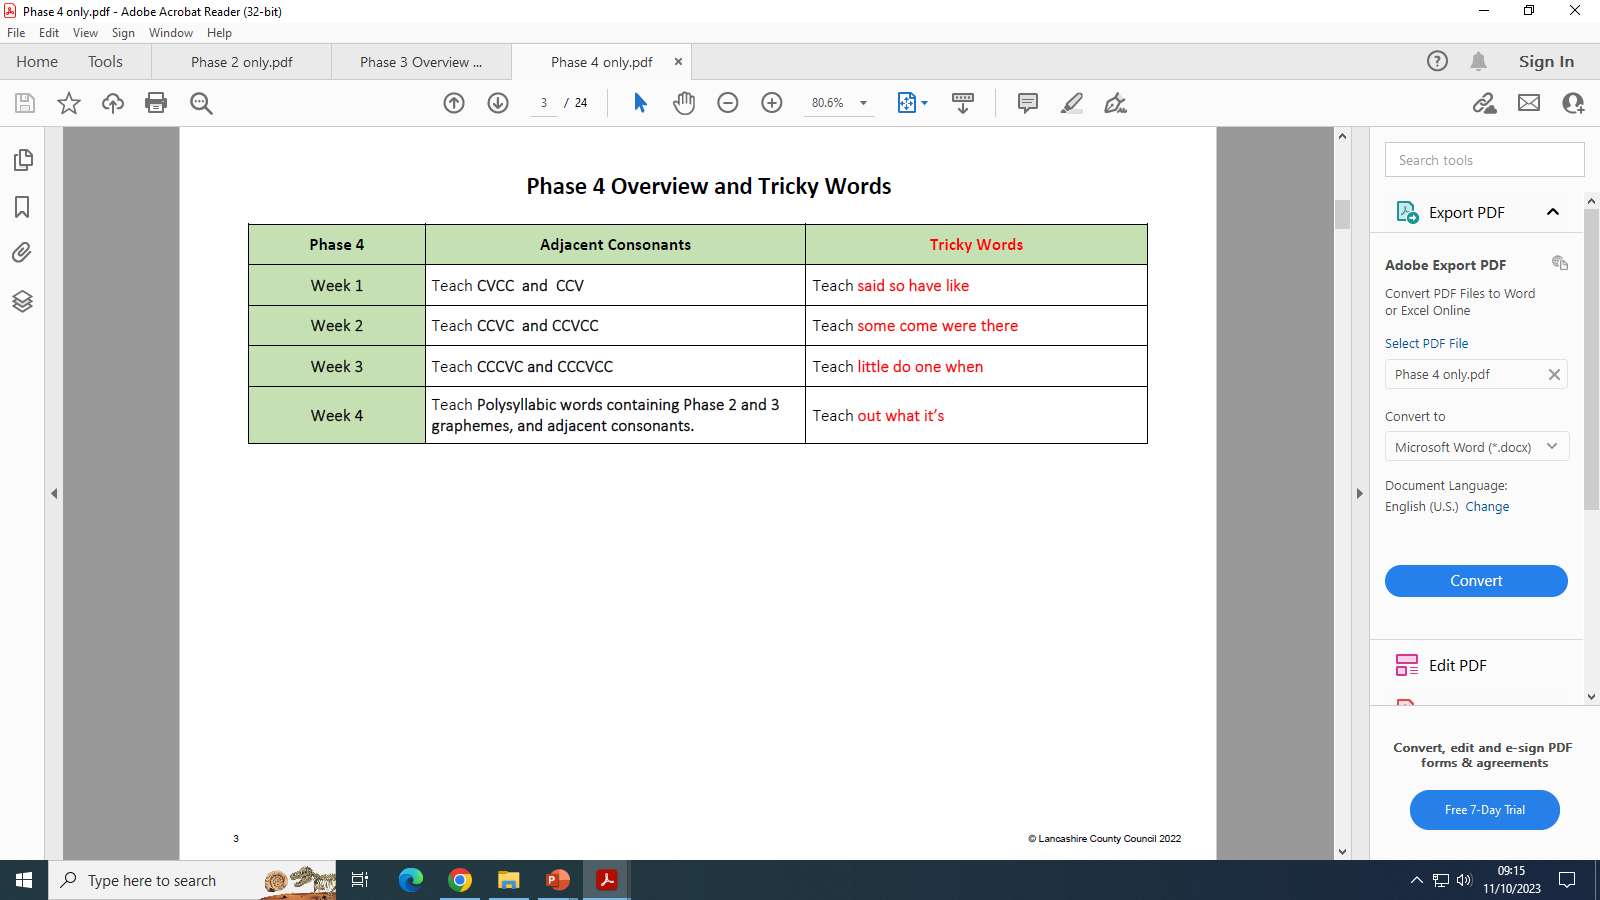 Phase 4 only.pdf - Adobe Acrobat Reader (32-bit)
File Edit View Sign Window Help
Home Tools Phase 2 only.pdf Phase 3 Overview ... Phase 4 only.pdf × ? Sign In
3 / 24 80.6%
Search tools
Phase 4 Overview and Tricky Words
Phase 4 Adjacent Consonants Tricky Words
Week 1 Teach CVCC and CCV Teach said so have like
Week 2 Teach CCVC and CCVCC Teach some come were there
Week 3 Teach CCCVC and CCCVCC Teach little do one when
Week 4 Teach Polysyllabic words containing Phase 2 and 3
graphemes, and adjacent consonants. Teach out what it's
3 © Lancashire County Council 2022
Export PDF
Adobe Export PDF
Convert PDF Files to Word
or Excel Online
Select PDF File
Phase 4 only.pdf
Convert to
Microsoft Word (*.docx)
Document Language:
English (U.S.) Change
Convert
Edit PDF
Convert, edit and e-sign PDF
forms & agreements
Free 7-Day Trial
Type here to search
09:15
11/10/2023